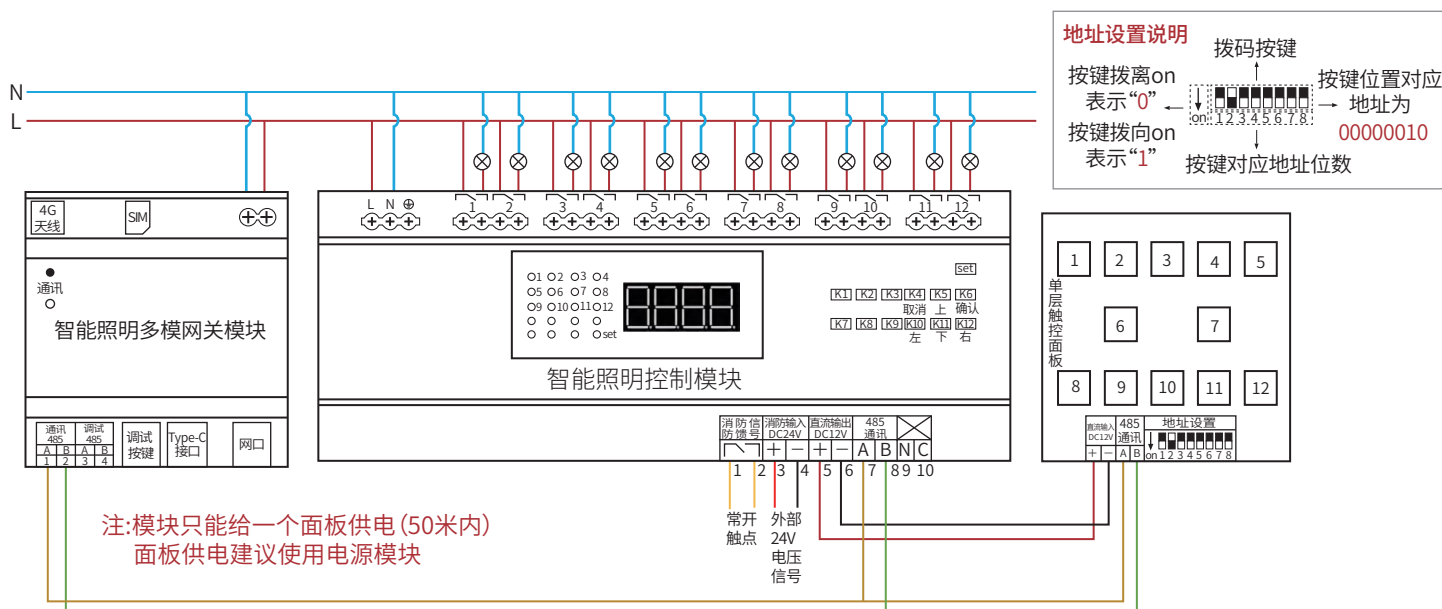 地址设置说明
拨码按键
按键拨离on
表示“0”
按键拨向on
表示“1”
on 1 2 3 4 5 6 7 8
按键位置对应
地址为
00000010
按键对应地址位数
N
L
4G
天线
SIM
通讯
智能照明多模网关模块
通讯
485
调试
485
A B A B
1 2 3 4
调试
按键
Type-C
接口
网口
L N
1 2 3 4 5 6 7 8 9 10 11 12
1 2 3 4
5 6 7 8
9 10 11 12
set
8888
set
K1 K2 K3 K4 K5 K6
取消 上 确认
K7 K8 K9 K10 K11 K12
左 下 右
智能照明控制模块
消防信
防馈号
消防输入
DC24V
直流输出
DC12V
485
通讯
+ − + − A B N C
1 2 3 4 5 6 7 8 9 10
常开
触点
外部
24V
电压
信号
单层触控面板
1 2 3 4 5
6 7
8 9 10 11 12
直流输入
DC12V
485
通讯
地址设置
+ − A B on 1 2 3 4 5 6 7 8
注:模块只能给一个面板供电(50米内)
面板供电建议使用电源模块